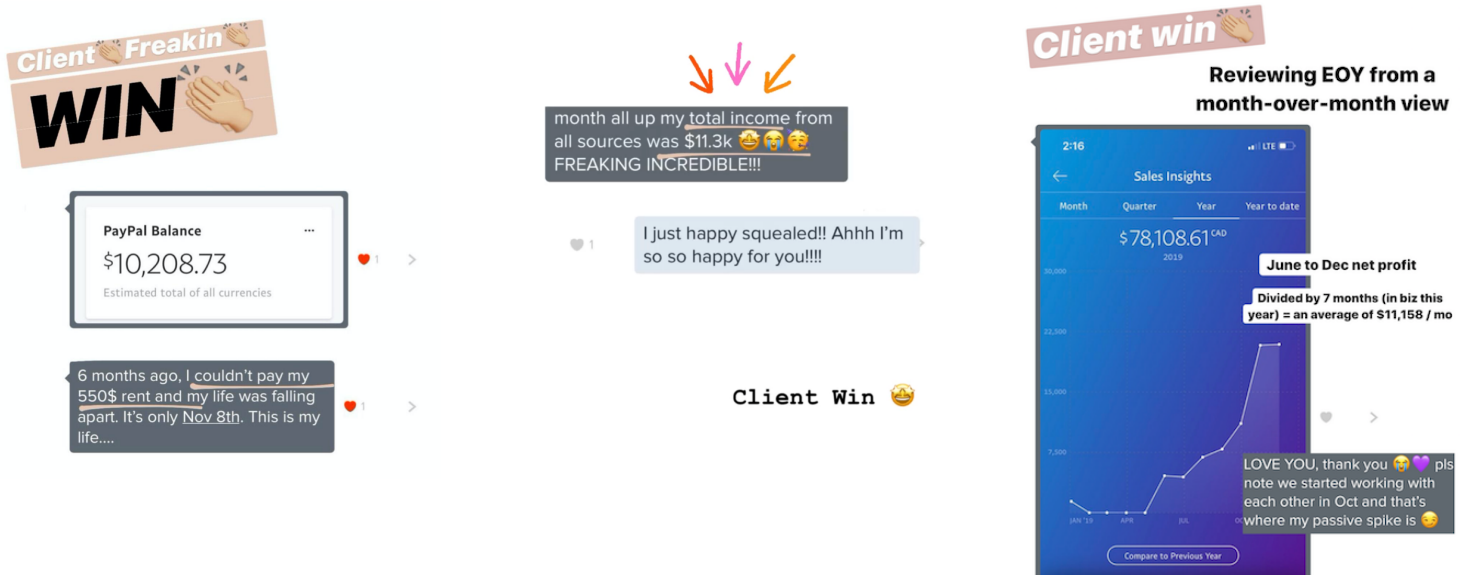 Client👏🏼 Freakin👏🏼
WIN👏🏼
PayPal Balance
...
$10,208.73
Estimated total of all currencies
1
6 months ago, I couldn't pay my
550$ rent and my life was falling
apart. It's only Nov 8th. This is my
life....
1
month all up my total income from
all sources was $11.3k 🤩😭🥳
FREAKING INCREDIBLE!!!
I just happy squealed!! Ahhh I'm
so so happy for you!!!!
1
Client Win 🤩
Client win👏🏼
Reviewing EOY from a
month-over-month view
2:16
LTE
Sales Insights
Month Quarter Year Year to date
$78,108.61 CAD
2019
June to Dec net profit
Divided by 7 months (in biz this
year) = an average of $11,158 / mo
30,000
22,500
15,000
7,500
JAN '19 APR JUL
Compare to Previous Year
LOVE YOU, thank you 😭💜 pls
note we started working with
each other in Oct and that's
where my passive spike is 😏